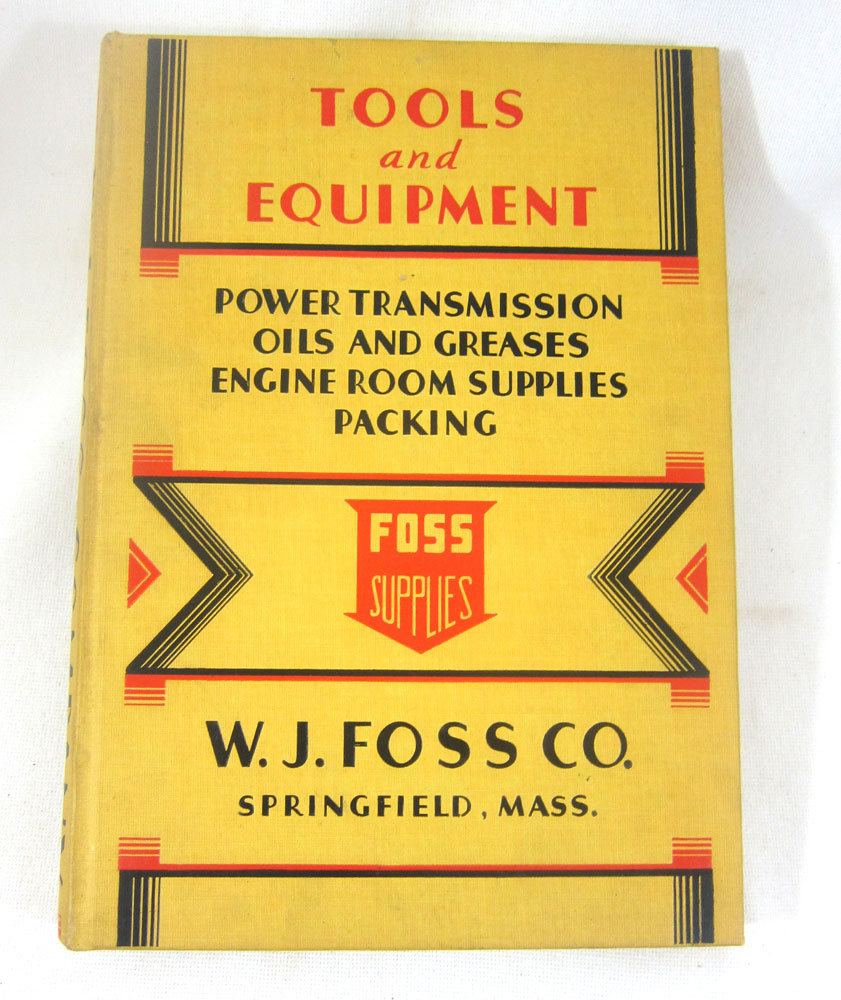 TOOLS
and
EQUIPMENT
POWER TRANSMISSION
OILS AND GREASES
ENGINE ROOM SUPPLIES
PACKING
FOSS
SUPPLIES
W. J. FOSS CO.
SPRINGFIELD, MASS.